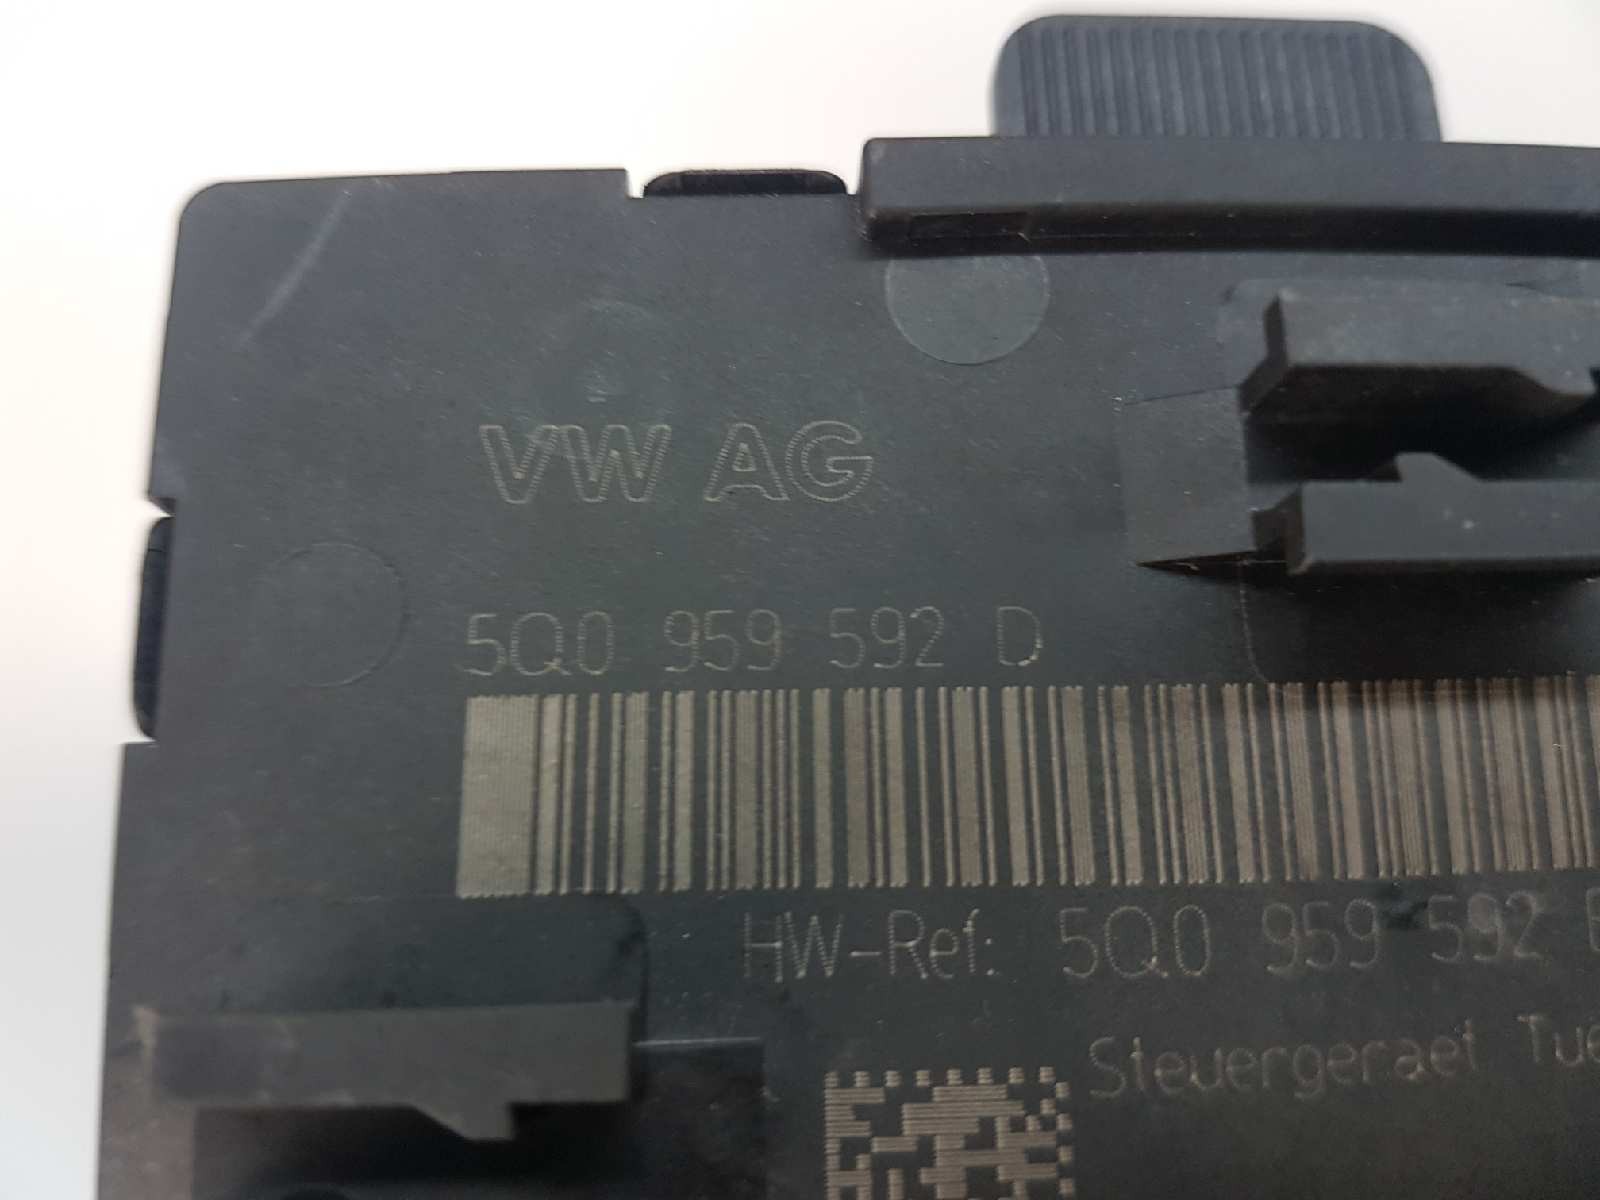 VW AG
5Q0 959 592 D
HW-Ref: 5Q0 959 592
Steuergeraet